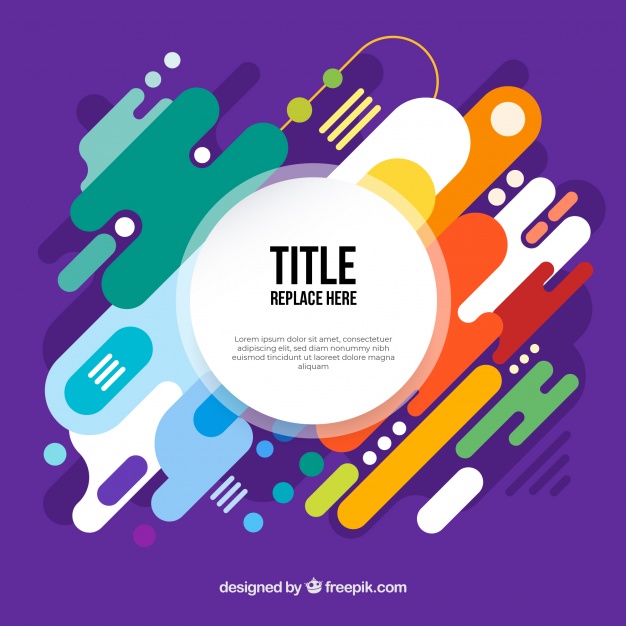 TITLE
REPLACE HERE
Lorem ipsum dolor sit amet, consectetuer
adipiscing elit, sed diam nonummy nibh
euismod tincidunt ut laoreet dolore magna
aliquam
designed by freepik.com